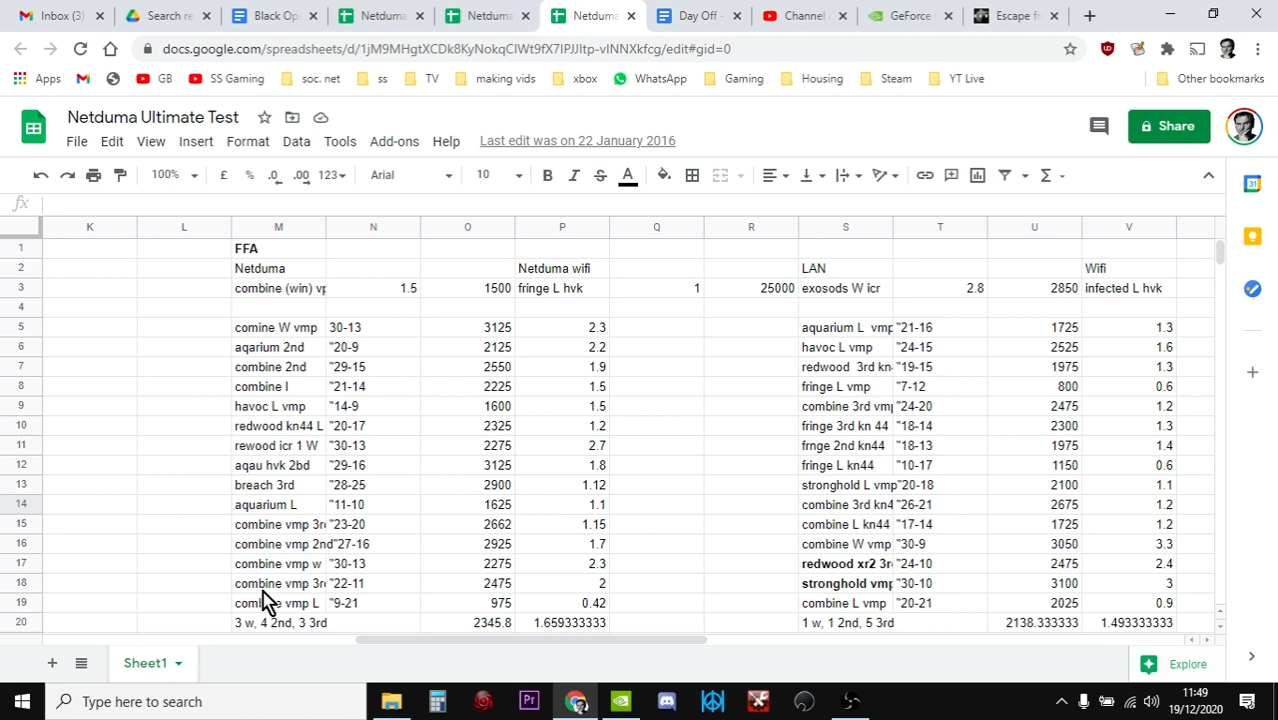 Inbox (3)
Search re
Black Op
Netduma
Netduma
Netduma
Day Off
Channel
GeForce
Escape fr
docs.google.com/spreadsheets/d/1jM9MHgtXCDk8KyNokqCIWt9fX7IPJJltp-vINNXkfcg/edit#gid=0
Apps GB SS Gaming soc. net ss TV making vids xbox WhatsApp Gaming Housing Steam YT Live Other bookmarks
Netduma Ultimate Test
File Edit View Insert Format Data Tools Add-ons Help Last edit was on 22 January 2016
Share
100% £ % .0 .00 123 Arial 10 B I S A
fx
K L M N O P Q R S T U V
1 FFA
2 Netduma Netduma wifi LAN Wifi
3 combine (win) vp 1.5 1500 fringe L hvk 1 25000 exosods W icr 2.8 2850 infected L hvk
4
5 comine W vmp 30-13 3125 2.3 aquarium L vmp "21-16 1725 1.3
6 aqarium 2nd "20-9 2125 2.2 havoc L vmp "24-15 2525 1.6
7 combine 2nd "29-15 2550 1.9 redwood 3rd kn "19-15 1975 1.3
8 combine l "21-14 2225 1.5 fringe L vmp "7-12 800 0.6
9 havoc L vmp "14-9 1600 1.5 combine 3rd vmp "24-20 2475 1.2
10 redwood kn44 L "20-17 2325 1.2 fringe 3rd kn 44 "18-14 2300 1.3
11 rewood icr 1 W "30-13 2275 2.7 frnge 2nd kn44 "18-13 1975 1.4
12 aqau hvk 2bd "29-16 3125 1.8 fringe L kn44 "10-17 1150 0.6
13 breach 3rd "28-25 2900 1.12 stronghold L vmp "20-18 2100 1.1
14 aquarium L "11-10 1625 1.1 combine 3rd kn4 "26-21 2675 1.2
15 combine vmp 3r "23-20 2662 1.15 combine L kn44 "17-14 1725 1.2
16 combine vmp 2nd "27-16 2925 1.7 combine W vmp "30-9 3050 3.3
17 combine vmp w "30-13 2275 2.3 redwood xr2 3r "24-10 2475 2.4
18 combine vmp 3r "22-11 2475 2 stronghold vmp "30-10 3100 3
19 combine vmp L "9-21 975 0.42 combine L vmp "20-21 2025 0.9
20 3 w, 4 2nd, 3 3rd 2345.8 1.659333333 1 w, 1 2nd, 5 3rd 2138.333333 1.493333333
Sheet1
Explore
Type here to search
11:49
19/12/2020